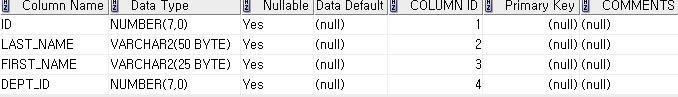 Column Name Data Type Nullable Data Default COLUMN ID Primary Key COMMENTS
ID NUMBER(7,0) Yes (null) 1 (null) (null)
LAST_NAME VARCHAR2(50 BYTE) Yes (null) 2 (null) (null)
FIRST_NAME VARCHAR2(25 BYTE) Yes (null) 3 (null) (null)
DEPT_ID NUMBER(7,0) Yes (null) 4 (null) (null)